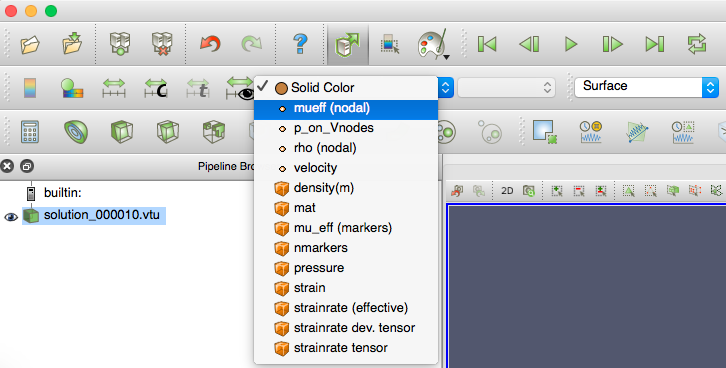 ?
C
t
✓ Solid Color
Surface
mueff (nodal)
p_on_Vnodes
rho (nodal)
velocity
Pipeline Bro
density(m)
2D
builtin:
mat
solution_000010.vtu
mu_eff (markers)
nmarkers
pressure
strain
strainrate (effective)
strainrate dev. tensor
strainrate tensor